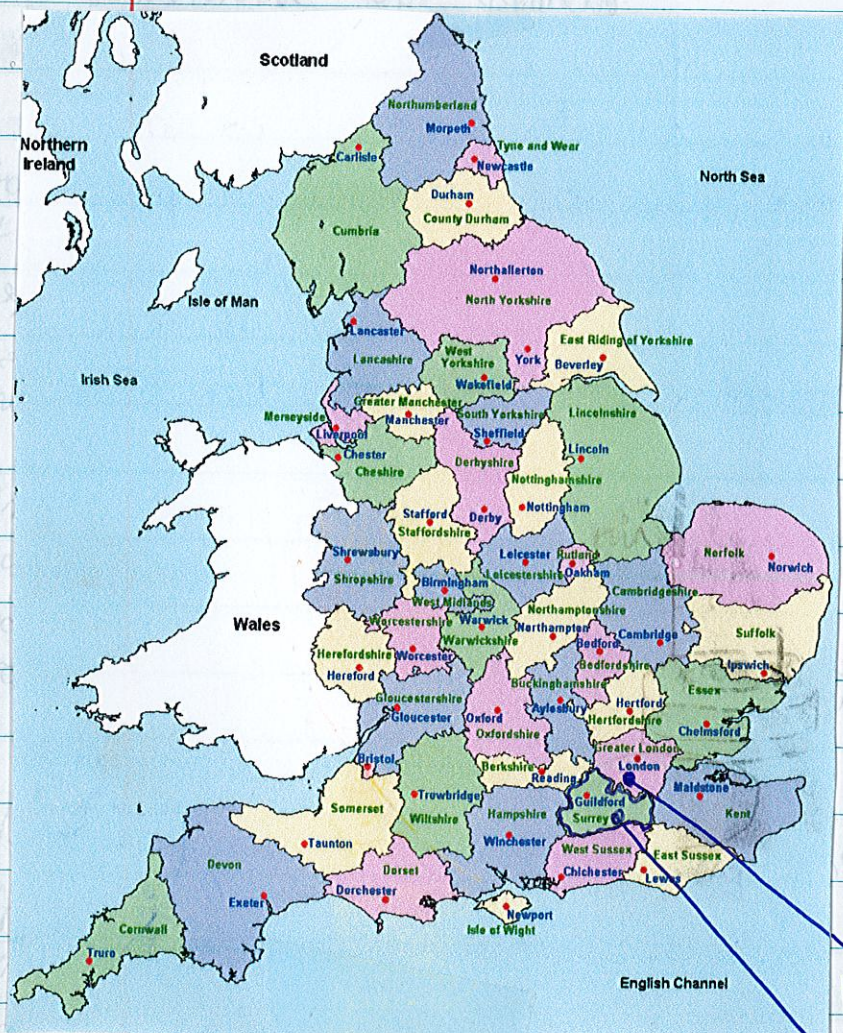 Scotland
Northumberland
Morpeth
Northern
Ireland
Carlisle
Tyne and Wear
Newcastle
North Sea
Durham
County Durham
Cumbria
Northallerton
North Yorkshire
Isle of Man
Lancaster
Lancashire
West
Yorkshire
York
East Riding of Yorkshire
Beverley
Irish Sea
Wakefield
Greater Manchester
Manchester
Merseyside
Liverpool
South Yorkshire
Sheffield
Lincolnshire
Lincoln
Chester
Cheshire
Derbyshire
Nottinghamshire
Nottingham
Stafford
Staffordshire
Derby
Shrewsbury
Shropshire
Leicester
Leicestershire
Rutland
Oakham
Norfolk
Norwich
Birmingham
West Midlands
Cambridgeshire
Northamptonshire
Worcestershire
Warwick
Warwickshire
Northampton
Bedford
Cambridge
Suffolk
Wales
Herefordshire
Hereford
Worcester
Bedfordshire
Ipswich
Buckinghamshire
Essex
Gloucestershire
Gloucester
Oxford
Oxfordshire
Aylesbury
Hertford
Hertfordshire
Chelmsford
Greater London
London
Bristol
Berkshire
Reading
Maidstone
Kent
Somerset
Trowbridge
Wiltshire
Hampshire
Guildford
Surrey
Taunton
Winchester
West Sussex
East Sussex
Devon
Dorset
Dorchester
Chichester
Lewes
Exeter
Newport
Isle of Wight
Cornwall
Truro
English Channel